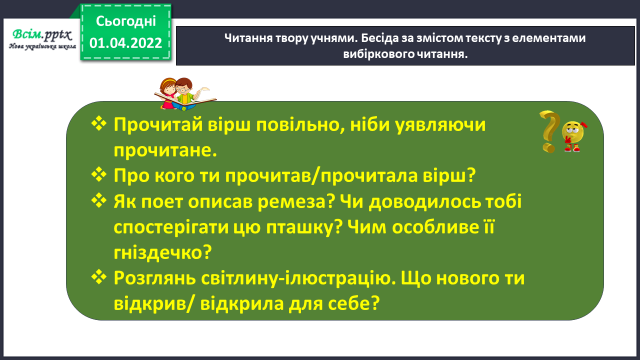 Всім.pptx
Нова українська школа
Сьогодні
01.04.2022
Читання твору учнями. Бесіда за змістом тексту з елементами
вибіркового читання.
❖ Прочитай вірш повільно, ніби уявляючи
прочитане.
❖ Про кого ти прочитав/прочитала вірш?
❖ Як поет описав ремеза? Чи доводилось тобі
спостерігати цю пташку? Чим особливе її
гніздечко?
❖ Розглянь світлину-ілюстрацію. Що нового ти
відкрив/ відкрила для себе?